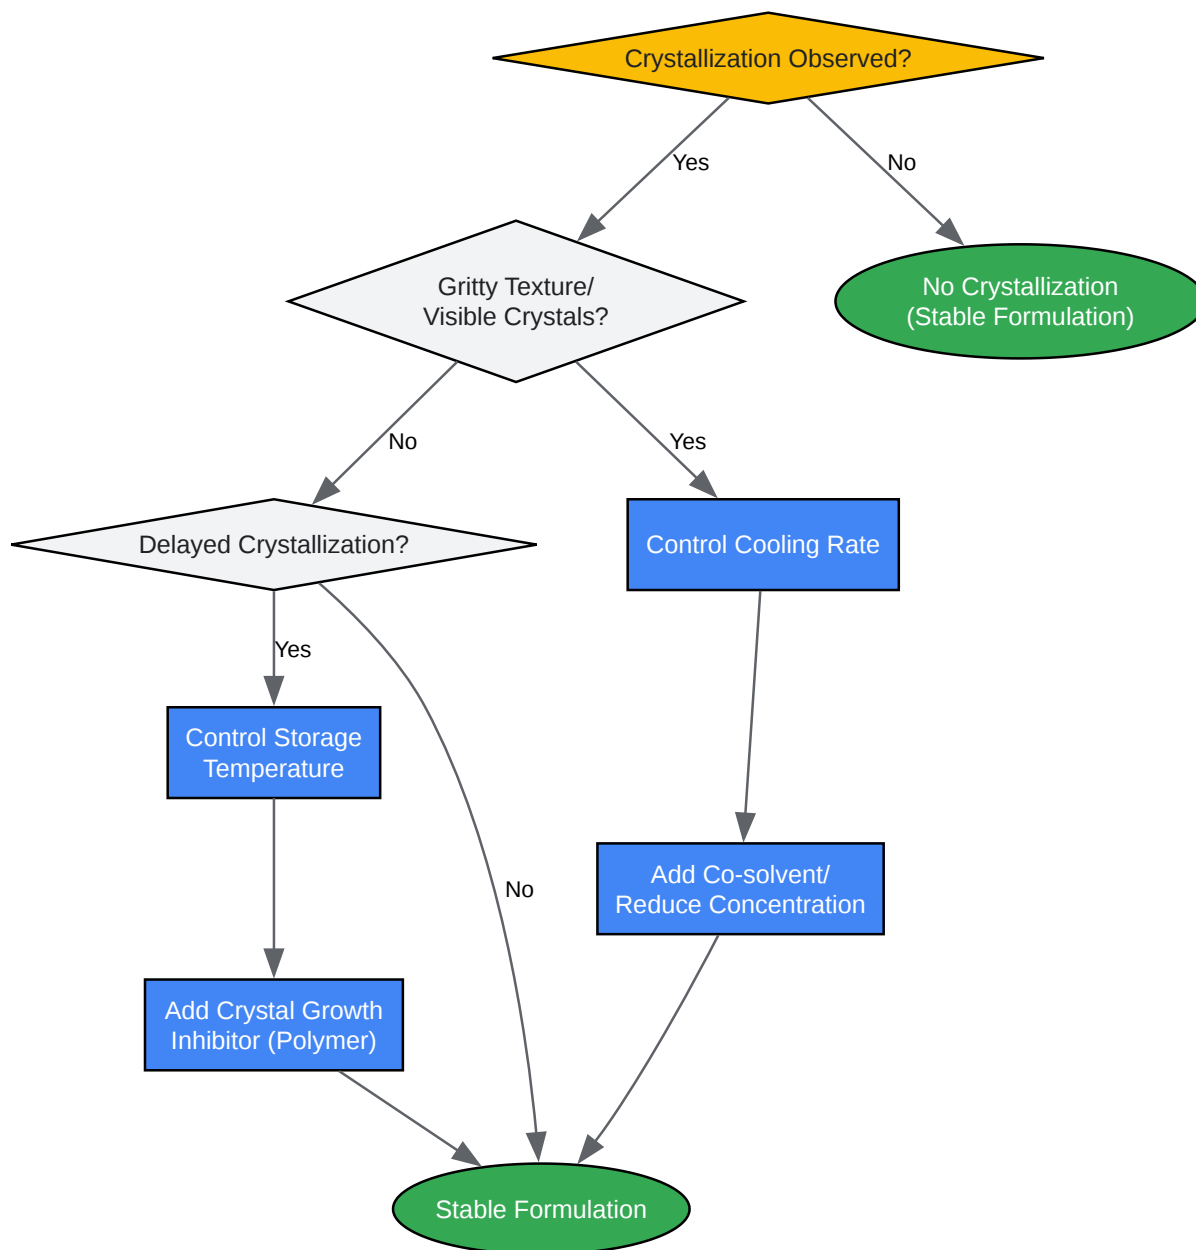 Crystallization Observed?
Yes
No
Gritty Texture/
Visible Crystals?
No Crystallization
(Stable Formulation)
No
Yes
Delayed Crystallization?
Control Cooling Rate
Yes
Control Storage
Temperature
No
Add Co-solvent/
Reduce Concentration
Add Crystal Growth
Inhibitor (Polymer)
Stable Formulation